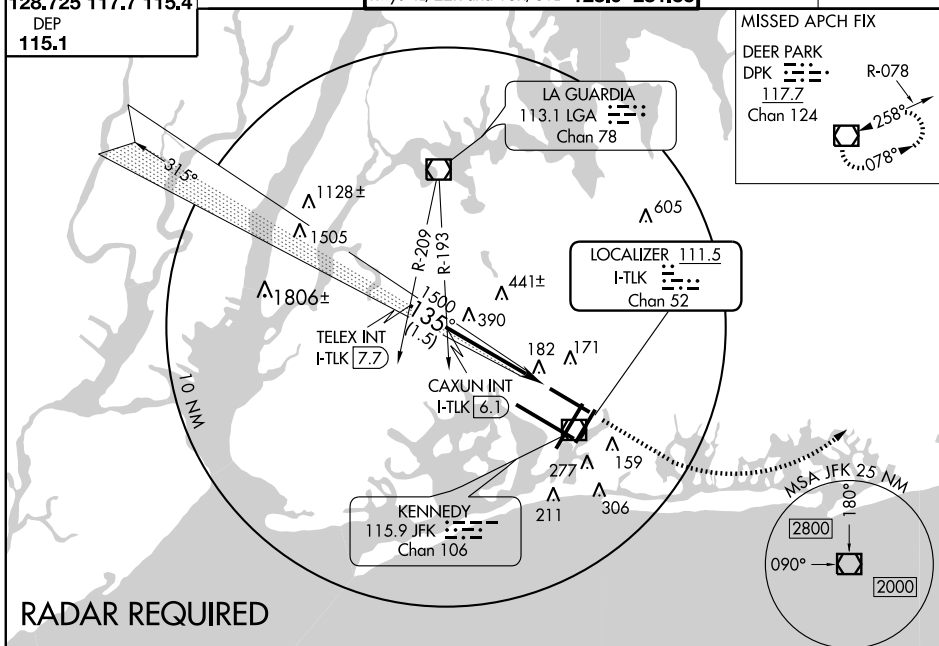 128.725 117.7 115.4
DEP
115.1
MISSED APCH FIX
DEER PARK
DPK
117.7
Chan 124
R-078
258°
078°
LA GUARDIA
113.1 LGA
Chan 78
315°
1128±
1505
1806±
605
R-209
R-193
LOCALIZER 111.5
I-TLK
Chan 52
441±
390
1500
135°
(1.5)
TELEX INT
I-TLK 7.7
182
171
CAXUN INT
I-TLK 6.1
10 NM
277
159
211
306
KENNEDY
115.9 JFK
Chan 106
MSA JFK 25 NM
180°
2800
090°
2000
RADAR REQUIRED